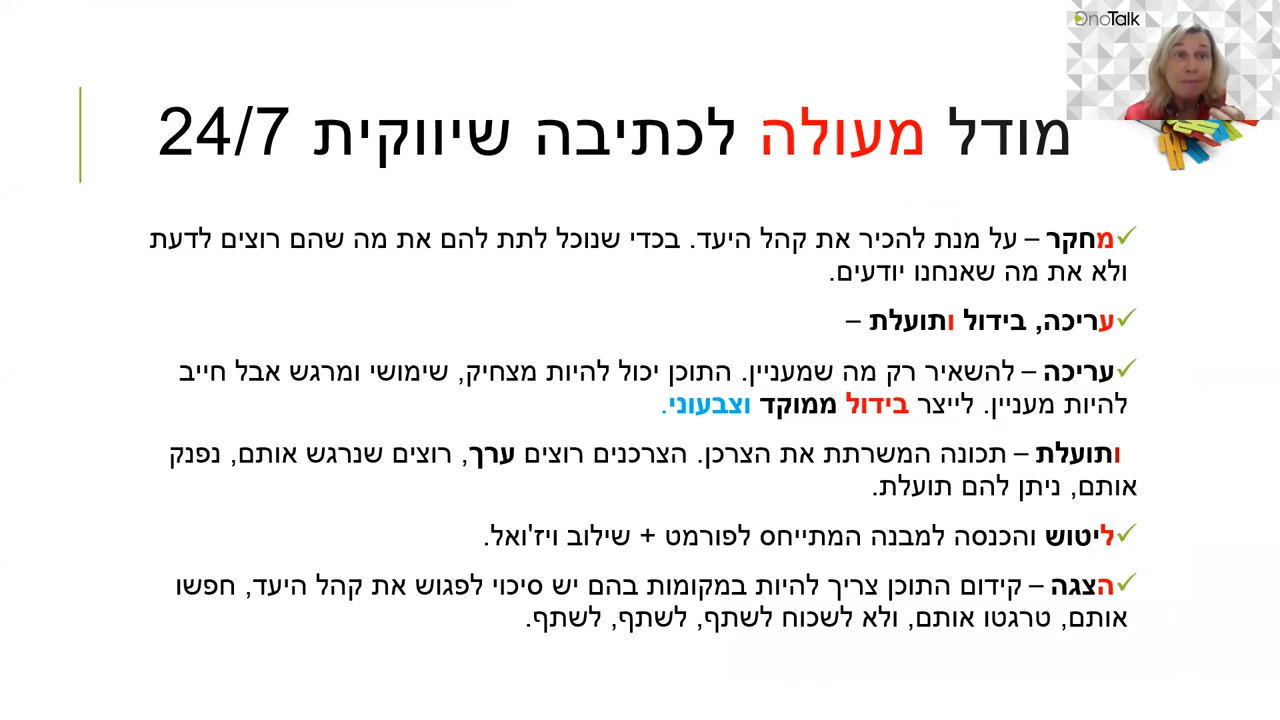 OnoTalk
מודל מעולה לכתיבה שיווקית 24/7
מחקר – על מנת להכיר את קהל היעד. בכדי שנוכל לתת להם את מה שהם רוצים לדעת
ולא את מה שאנחנו יודעים.
עריכה, בידול ותועלת –
עריכה – להשאיר רק מה שמעניין. התוכן יכול להיות מצחיק, שימושי ומרגש אבל חייב
להיות מעניין. לייצר בידול ממוקד וצבעוני.
ותועלת – תכונה המשרתת את הצרכן. הצרכנים רוצים ערך, רוצים שנרגש אותם, נפנק
אותם, ניתן להם תועלת.
ליטוש והכנסה למבנה המתייחס לפורמט + שילוב ויז'ואל.
הצגה – קידום התוכן צריך להיות במקומות בהם יש סיכוי לפגוש את קהל היעד, חפשו
אותם, טרגטו אותם, ולא לשכוח לשתף, לשתף, לשתף.